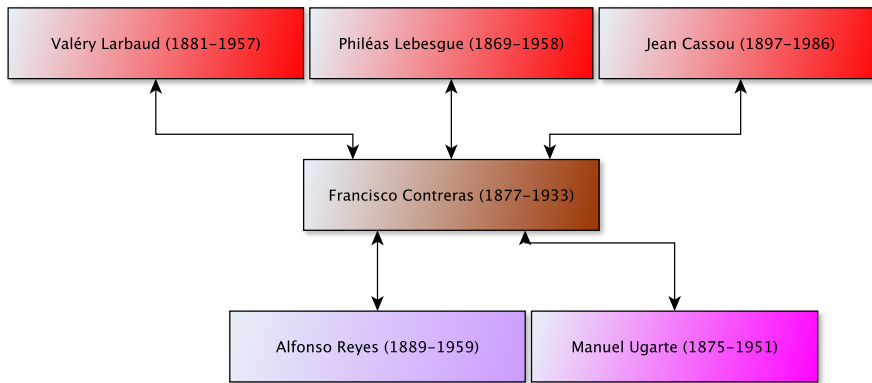 Valéry Larbaud (1881–1957)
Philéas Lebesgue (1869–1958)
Jean Cassou (1897–1986)
Francisco Contreras (1877–1933)
Alfonso Reyes (1889–1959)
Manuel Ugarte (1875–1951)